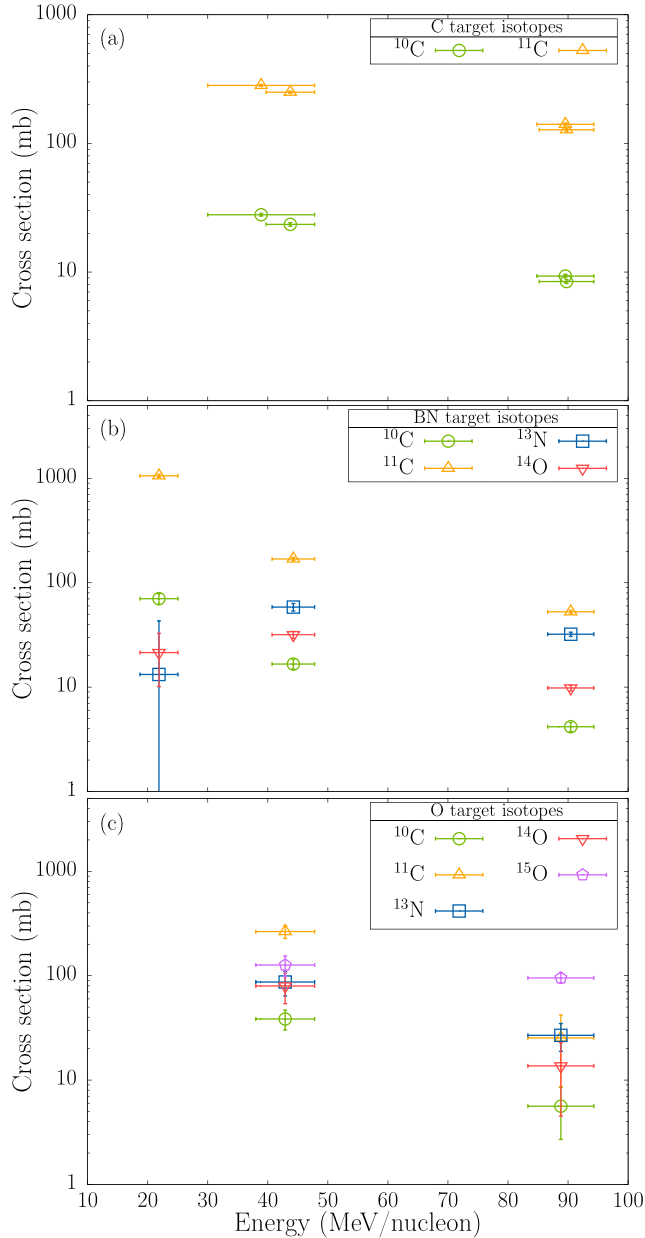 1000
100
10
1
Cross section (mb)
(a)
C target isotopes
¹⁰C ¹¹C
1000
100
10
1
Cross section (mb)
(b)
BN target isotopes
¹⁰C ¹³N
¹¹C ¹⁴O
1000
100
10
1
Cross section (mb)
(c)
O target isotopes
¹⁰C ¹⁴O
¹¹C ¹⁵O
¹³N
10 20 30 40 50 60 70 80 90 100
Energy (MeV/nucleon)